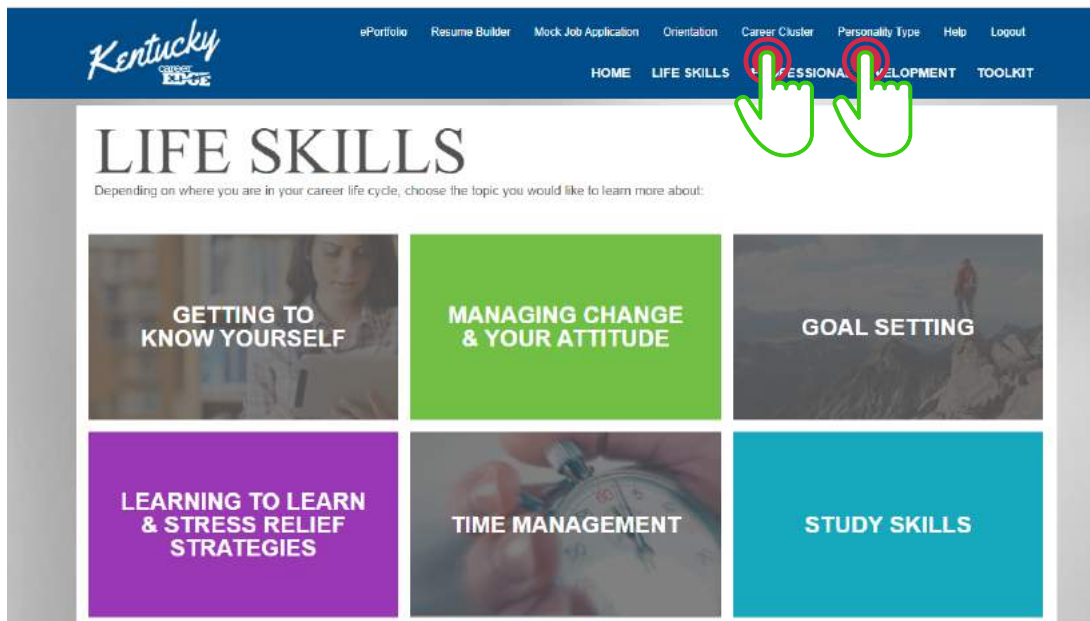 Kentucky
career
EDGE
ePortfolio Resume Builder Mock Job Application Orientation Career Cluster Personality Type Help Logout
HOME LIFE SKILLS PROFESSIONAL DEVELOPMENT TOOLKIT
LIFE SKILLS
Depending on where you are in your career life cycle, choose the topic you would like to learn more about:
GETTING TO
KNOW YOURSELF
MANAGING CHANGE
& YOUR ATTITUDE
GOAL SETTING
LEARNING TO LEARN
& STRESS RELIEF
STRATEGIES
TIME MANAGEMENT
STUDY SKILLS